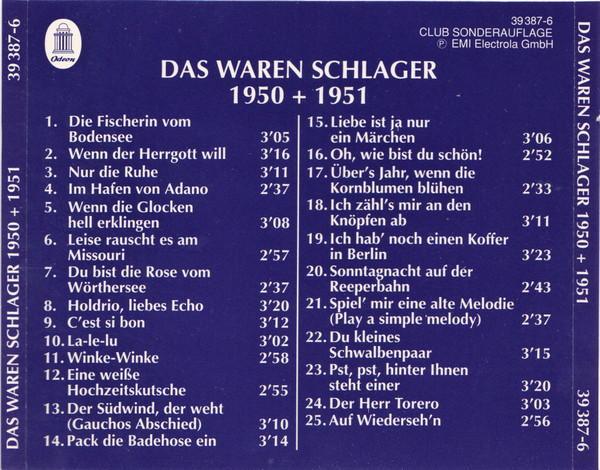 39 387-6
DAS WAREN SCHLAGER 1950 + 1951
Odeon
39 387-6
CLUB SONDERAUFLAGE
℗ EMI Electrola GmbH
DAS WAREN SCHLAGER
1950 + 1951
1. Die Fischerin vom
Bodensee 3’05
2. Wenn der Herrgott will 3’16
3. Nur die Ruhe 3’11
4. Im Hafen von Adano 2’37
5. Wenn die Glocken
hell erklingen 3’08
6. Leise rauscht es am
Missouri 2’57
7. Du bist die Rose vom
Wörthersee 2’37
8. Holdrio, liebes Echo 3’20
9. C’est si bon 3’12
10. La-le-lu 3’02
11. Winke-Winke 2’58
12. Eine weiße
Hochzeitskutsche 2’55
13. Der Südwind, der weht
(Gauchos Abschied) 3’10
14. Pack die Badehose ein 3’14
15. Liebe ist ja nur
ein Märchen 3’06
16. Oh, wie bist du schön! 2’52
17. Über’s Jahr, wenn die
Kornblumen blühen 2’33
18. Ich zähl’s mir an den
Knöpfen ab 3’11
19. Ich hab’ noch einen Koffer
in Berlin 3’23
20. Sonntagnacht auf der
Reeperbahn 2’43
21. Spiel’ mir eine alte Melodie
(Play a simple melody) 2’37
22. Du kleines
Schwalbenpaar 3’15
23. Pst, pst, hinter Ihnen
steht einer 3’20
24. Der Herr Torero 3’03
25. Auf Wiederseh’n 2’56
DAS WAREN SCHLAGER 1950 + 1951
39 387-6